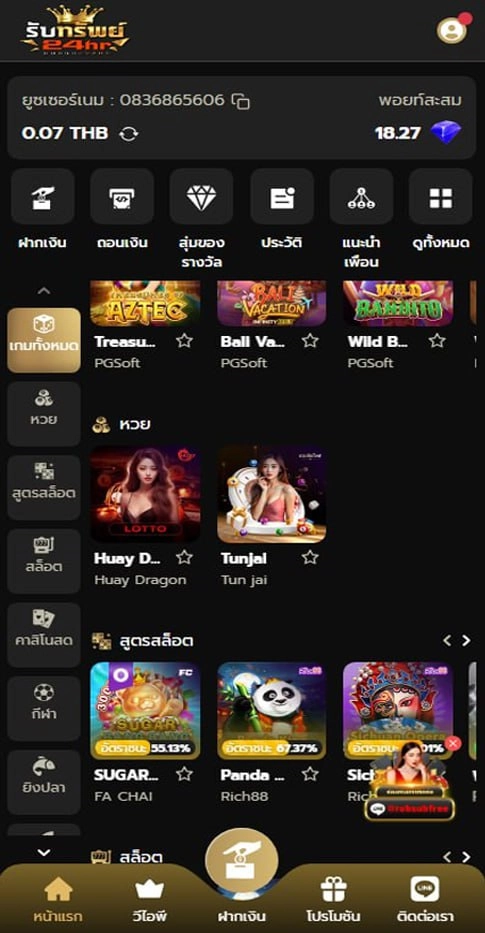 รับทรัพย์
24hr
ยูซเซอร์เนม : 0836865606
พอยท์สะสม
0.07 THB
18.27
ฝากเงิน
ถอนเงิน
สุ่มของ
รางวัล
ประวัติ
แนะนำ
เพื่อน
ดูทั้งหมด
AZTEC
BALI
VACATION
WILD
BANDITO
Treasu...
Bali Va...
Wild B...
PGSoft
PGSoft
PGSoft
เกมทั้งหมด
หวย
สูตรสล็อต
สล็อต
คาสิโนสด
กีฬา
ยิงปลา
หวย
LOTTO
Huay D...
Tunjai
Huay Dragon
Tun jai
สูตรสล็อต
FC
SUGAR
Sichuan Opera
อัตราชนะ 55.13%
อัตราชนะ 67.37%
อัตราชนะ
01%
SUGAR...
Panda ...
Sic
FA CHAI
Rich88
Ric
LINE
@rubsubfree
สล็อต
หน้าแรก
วีไอพี
ฝากเงิน
โปรโมชัน
LINE
ติดต่อเรา